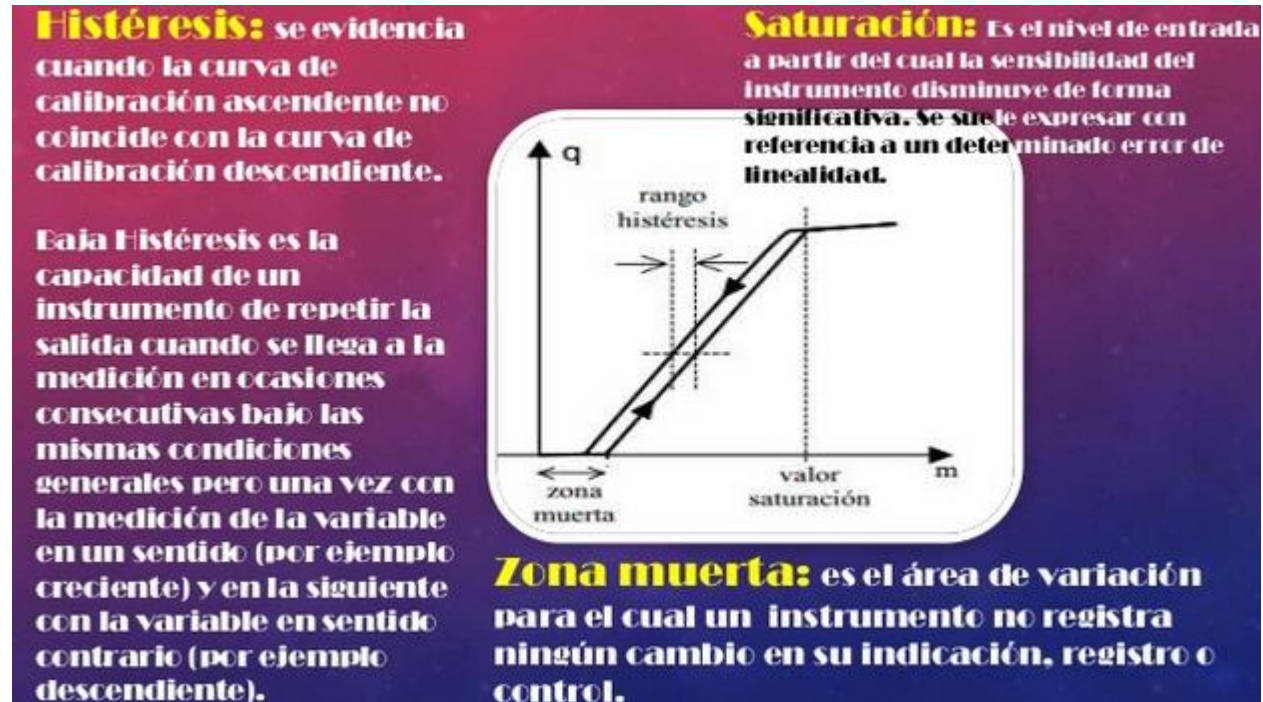 Histéresis: se evidencia
cuando la curva de
calibración ascendente no
coincide con la curva de
calibración descendiente.
Baja Histéresis es la
capacidad de un
instrumento de repetir la
salida cuando se llega a la
medición en ocasiones
consecutivas bajo las
mismas condiciones
generales pero una vez con
la medición de la variable
en un sentido (por ejemplo
creciente) y en la siguiente
con la variable en sentido
contrario (por ejemplo
descendiente).
Saturación: Es el nivel de entrada
a partir del cual la sensibilidad del
instrumento disminuye de forma
significativa. Se suele expresar con
referencia a un determinado error de
linealidad.
q
rango
histéresis
zona
muerta
valor
saturación
m
Zona muerta: es el área de variación
para el cual un instrumento no registra
ningún cambio en su indicación, registro o
control.